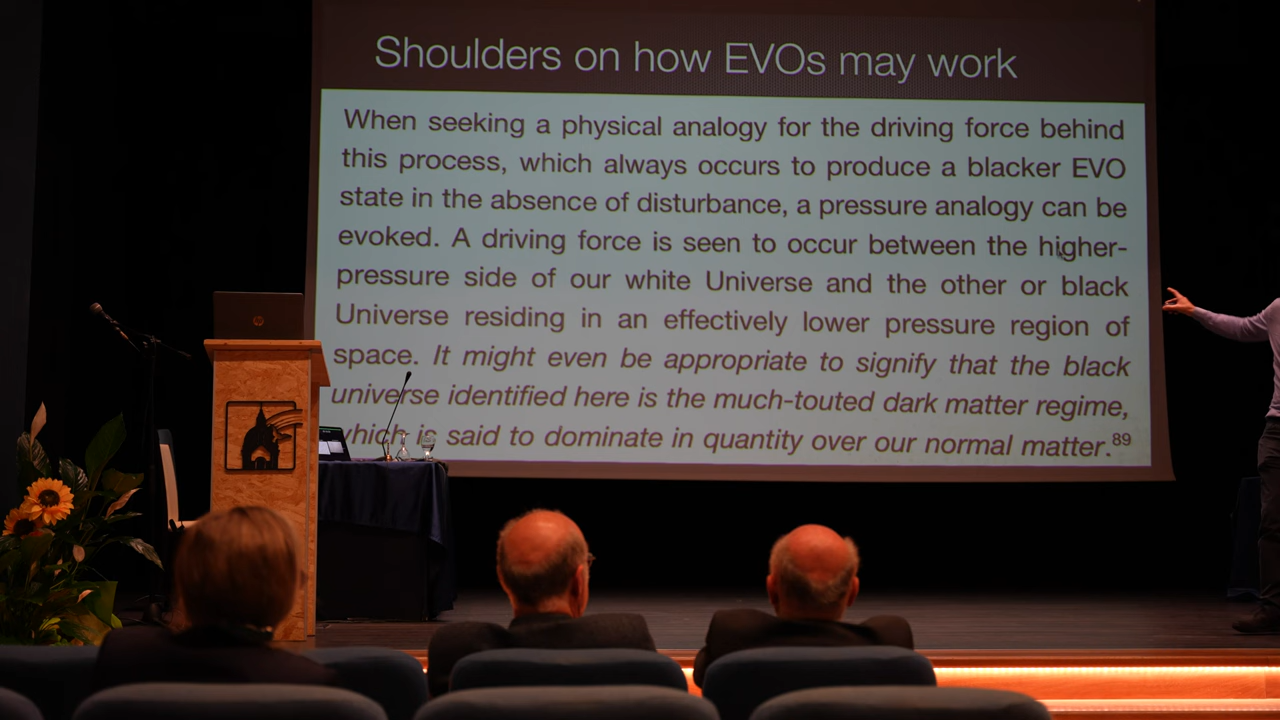 Shoulders on how EVOs may work
When seeking a physical analogy for the driving force behind
this process, which always occurs to produce a blacker EVO
state in the absence of disturbance, a pressure analogy can be
evoked. A driving force is seen to occur between the higher-
pressure side of our white Universe and the other or black
Universe residing in an effectively lower pressure region of
space. It might even be appropriate to signify that the black
universe identified here is the much-touted dark matter regime,
which is said to dominate in quantity over our normal matter.89
hp